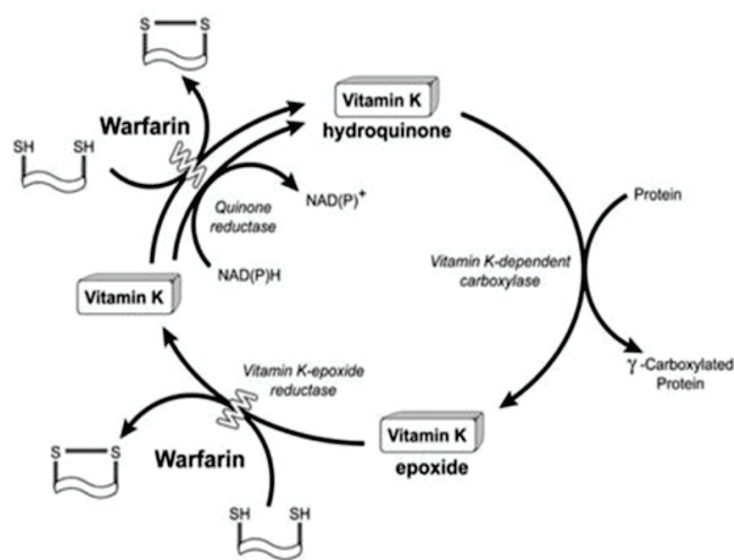 S S
Warfarin
SH SH
Vitamin K
hydroquinone
Quinone
reductase
NAD(P)+
NAD(P)H
Protein
Vitamin K-dependent
carboxylase
Vitamin K
γ-Carboxylated
Protein
Vitamin K-epoxide
reductase
Vitamin K
epoxide
S S
Warfarin
SH SH